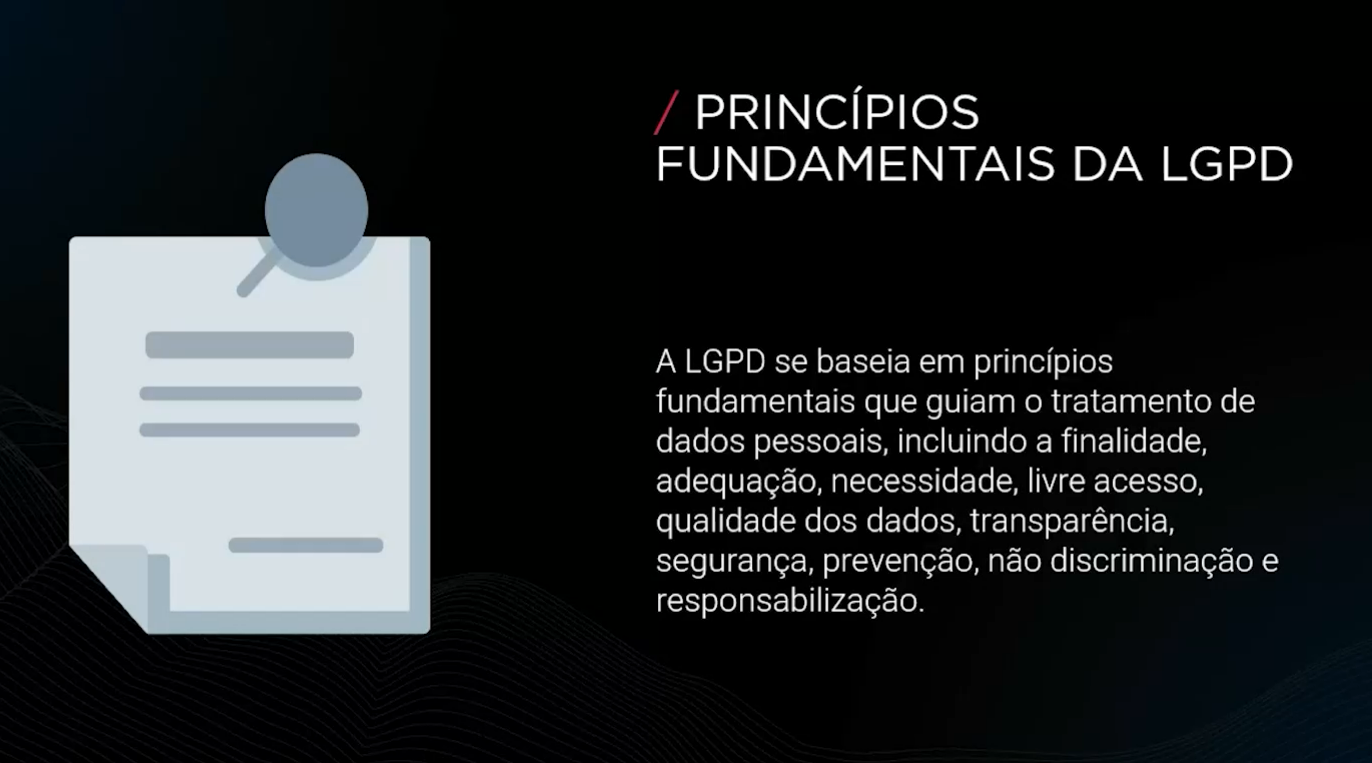 / PRINCÍPIOS
FUNDAMENTAIS DA LGPD
A LGPD se baseia em princípios
fundamentais que guiam o tratamento de
dados pessoais, incluindo a finalidade,
adequação, necessidade, livre acesso,
qualidade dos dados, transparência,
segurança, prevenção, não discriminação e
responsabilização.